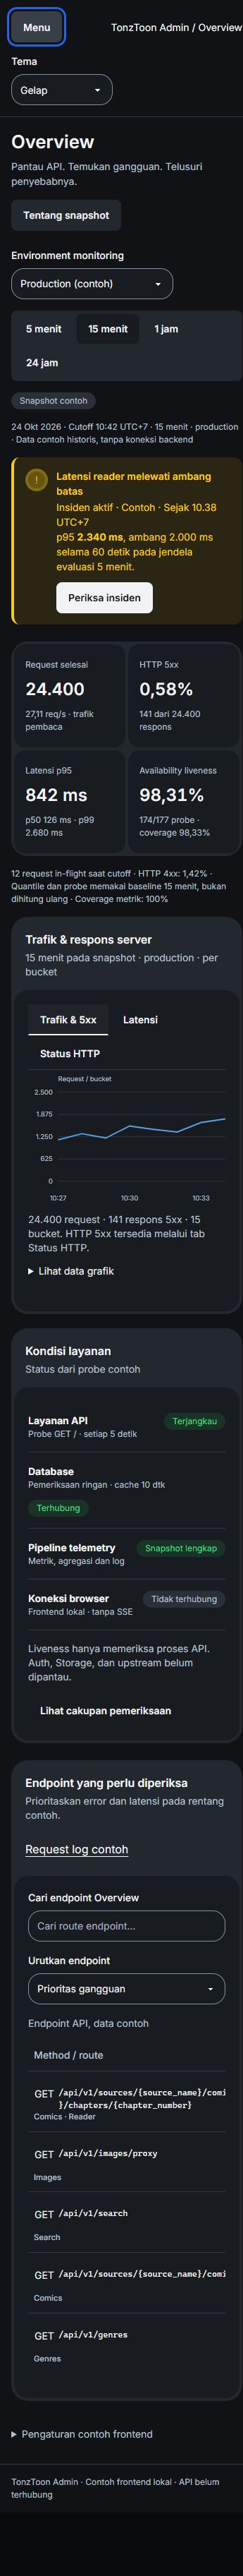 Menu
TonzToon Admin / Overview
Tema
Gelap
Overview
Pantau API. Temukan gangguan. Telusuri
penyebabnya.
Tentang snapshot
Environment monitoring
Production (contoh)
5 menit
15 menit
1 jam
24 jam
Snapshot contoh
24 Okt 2026 · Cutoff 10:42 UTC+7 · 15 menit · production
· Data contoh historis, tanpa koneksi backend
!
Latensi reader melewati ambang
batas
Insiden aktif · Contoh · Sejak 10.38
UTC+7
p95 2.340 ms, ambang 2.000 ms
selama 60 detik pada jendela
evaluasi 5 menit.
Periksa insiden
Request selesai
24.400
27,11 req/s · trafik
pembaca
HTTP 5xx
0,58%
141 dari 24.400
respons
Latensi p95
842 ms
p50 126 ms · p99
2.680 ms
Availability liveness
98,31%
174/177 probe ·
coverage 98,33%
12 request in-flight saat cutoff · HTTP 4xx: 1,42% ·
Quantile dan probe memakai baseline 15 menit, bukan
dihitung ulang · Coverage metrik: 100%
Trafik & respons server
15 menit pada snapshot · production · per
bucket
Trafik & 5xx
Latensi
Status HTTP
Request / bucket
2.500
1.875
1.250
625
0
10:27
10:30
10:33
24.400 request · 141 respons 5xx · 15
bucket. HTTP 5xx tersedia melalui tab
Status HTTP.
Lihat data grafik
Kondisi layanan
Status dari probe contoh
Layanan API
Probe GET / · setiap 5 detik
Terjangkau
Database
Pemeriksaan ringan · cache 10 dtk
Terhubung
Pipeline telemetry
Metrik, agregasi dan log
Snapshot lengkap
Koneksi browser
Frontend lokal · tanpa SSE
Tidak terhubung
Liveness hanya memeriksa proses API.
Auth, Storage, dan upstream belum
dipantau.
Lihat cakupan pemeriksaan
Endpoint yang perlu diperiksa
Prioritaskan error dan latensi pada rentang
contoh.
Request log contoh
Cari endpoint Overview
Cari route endpoint...
Urutkan endpoint
Prioritas gangguan
Endpoint API, data contoh
Method / route
GET /api/v1/sources/{source_name}/comi
}/chapters/{chapter_number}
Comics · Reader
GET /api/v1/images/proxy
Images
GET /api/v1/search
Search
GET /api/v1/sources/{source_name}/comi
Comics
GET /api/v1/genres
Genres
Pengaturan contoh frontend
TonzToon Admin · Contoh frontend lokal · API belum
terhubung